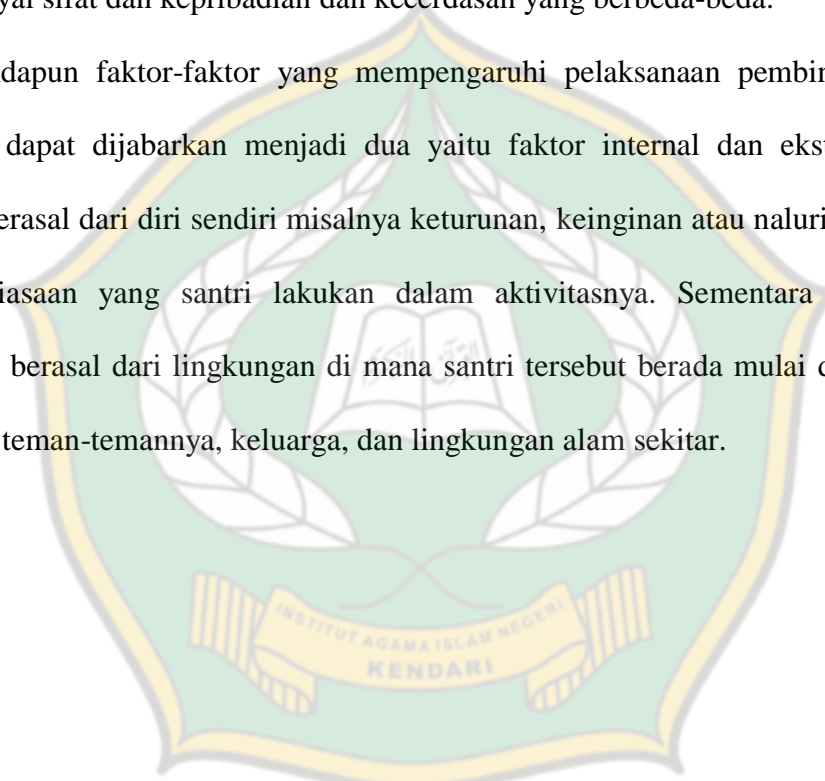 sifat dan kepribadian dan kecerdasan yang berbeda-beda.
dapun faktor-faktor yang mempengaruhi pelaksanaan pembin
dapat dijabarkan menjadi dua yaitu faktor internal dan eks
erasal dari diri sendiri misalnya keturunan, keinginan atau naluri
iasaan yang santri lakukan dalam aktivitasnya. Sementara
berasal dari lingkungan di mana santri tersebut berada mulai d
teman-temannya, keluarga, dan lingkungan alam sekitar.
INSTITUT AGAMA ISLAM NEGERI
KENDARI